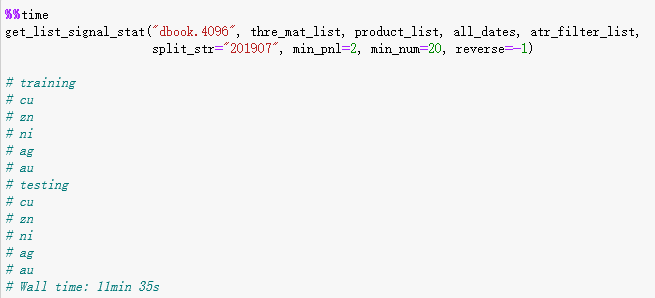 %%time
get_list_signal_stat("dbook.4096", thre_mat_list, product_list, all_dates, atr_filter_list,
split_str="201907", min_pnl=2, min_num=20, reverse=-1)
# training
# cu
# zn
# ni
# ag
# au
# testing
# cu
# zn
# ni
# ag
# au
# Wall time: 11min 35s